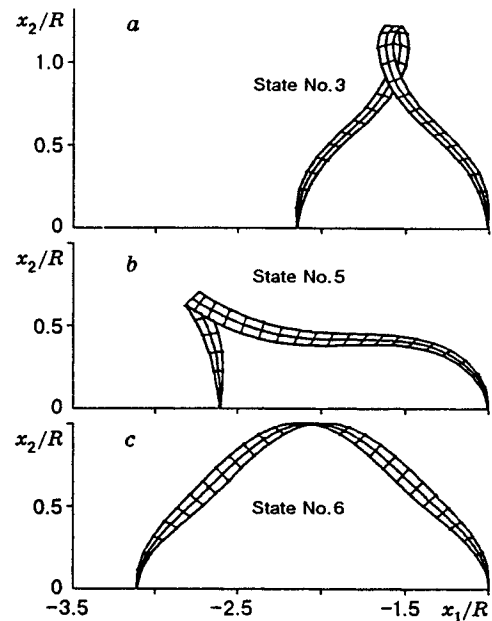 x₂/R
a
1.0
State No.3
0.5
0
x₂/R
b
State No.5
0.5
0
x₂/R
c
0.5
State No.6
0
-3.5
-2.5
-1.5
x₁/R